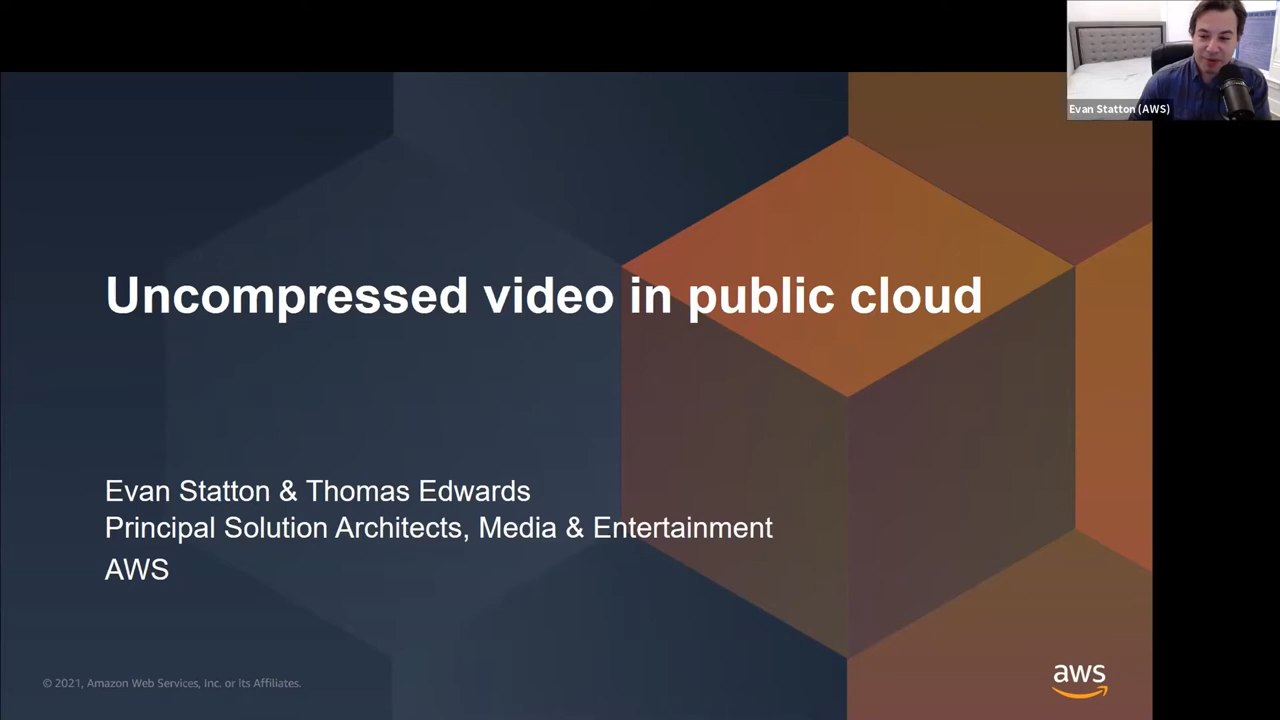 Evan Statton (AWS)
Uncompressed video in public cloud
Evan Statton & Thomas Edwards
Principal Solution Architects, Media & Entertainment
AWS
© 2021, Amazon Web Services, Inc. or its Affiliates.
aws